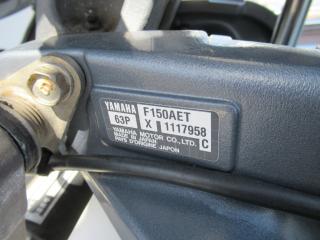 YAMAHA F150AET
63P X 1117958
YAMAHA MOTOR CO., LTD. C
MADE IN JAPAN
PAYS D'ORIGINE JAPON